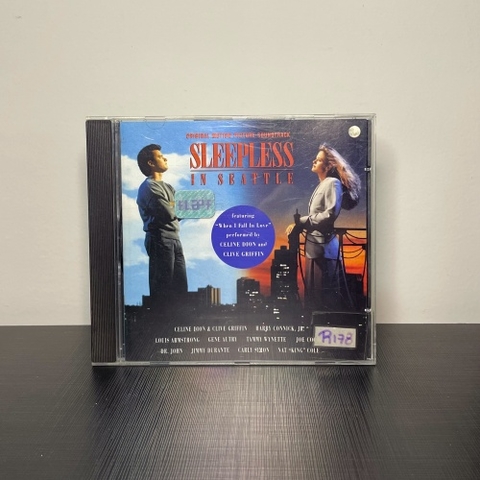 ORIGINAL MOTION PICTURE SOUNDTRACK
SLEEPLESS
IN SEATTLE
featuring
"When I Fall In Love"
performed by
CELINE DION and
CLIVE GRIFFIN
CELINE DION & CLIVE GRIFFIN HARRY CONNICK, JR.
LOUIS ARMSTRONG GENE AUTRY TAMMY WYNETTE JOE
DR. JOHN JIMMY DURANTE CARLY SIMON NAT "KING" COLE
R178